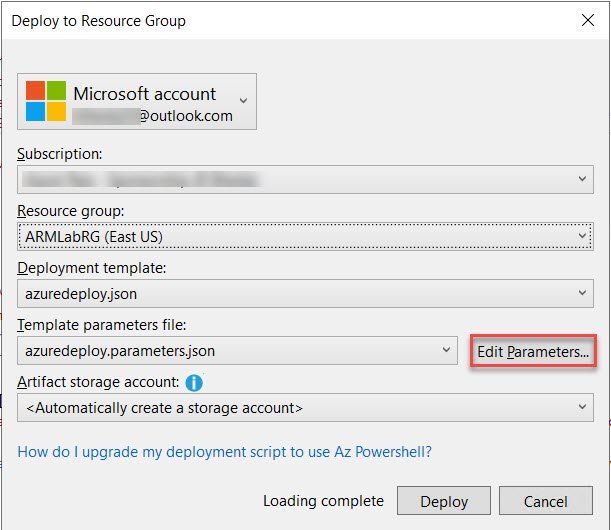 Deploy to Resource Group
Microsoft account
@outlook.com
Subscription:
Resource group:
ARMLabRG (East US)
Deployment template:
azuredeploy.json
Template parameters file:
azuredeploy.parameters.json
Edit Parameters...
Artifact storage account:
<Automatically create a storage account>
How do I upgrade my deployment script to use Az Powershell?
Loading complete
Deploy
Cancel